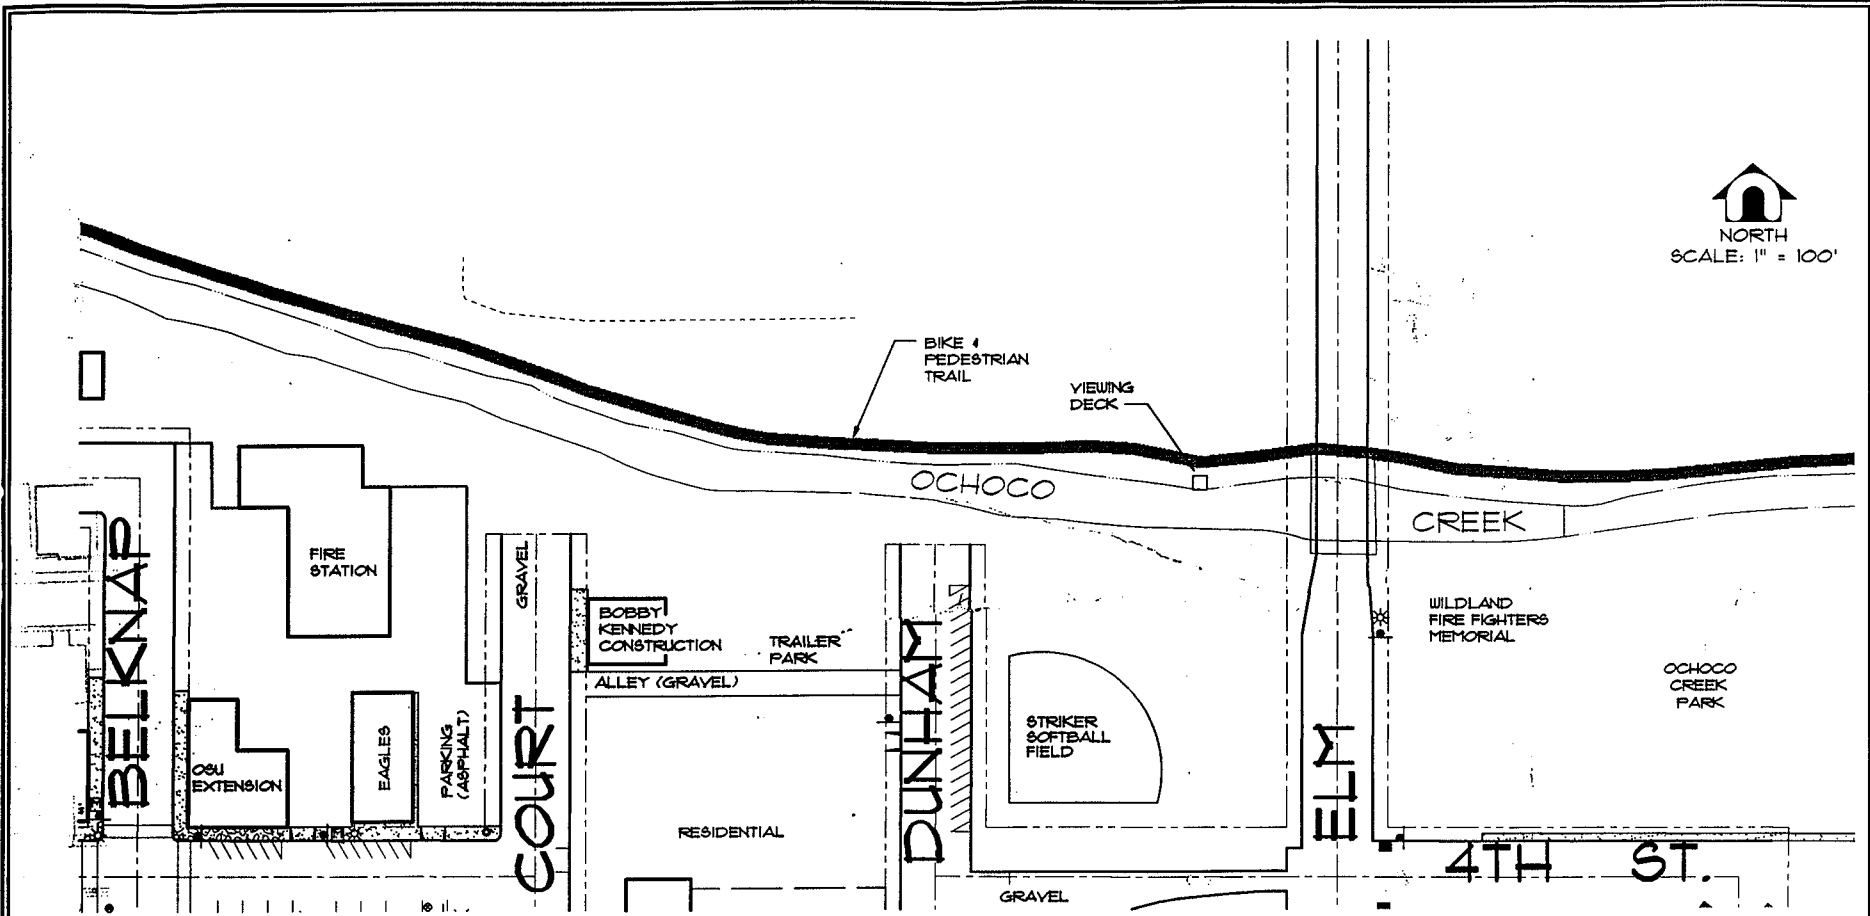 NORTH
SCALE: 1" = 100'
BIKE &
PEDESTRIAN
TRAIL
VIEWING
DECK
OCHOCO
CREEK
FIRE
STATION
GRAVEL
BOBBY
KENNEDY
CONSTRUCTION
TRAILER
PARK
ALLEY (GRAVEL)
WILDLAND
FIRE FIGHTERS
MEMORIAL
OCHOCO
CREEK
PARK
BELKNAP
OSU
EXTENSION
EAGLES
PARKING
(ASPHALT)
COURT
RESIDENTIAL
DUNHAM
STRIKER
SOFTBALL
FIELD
ELM
4TH ST.
GRAVEL